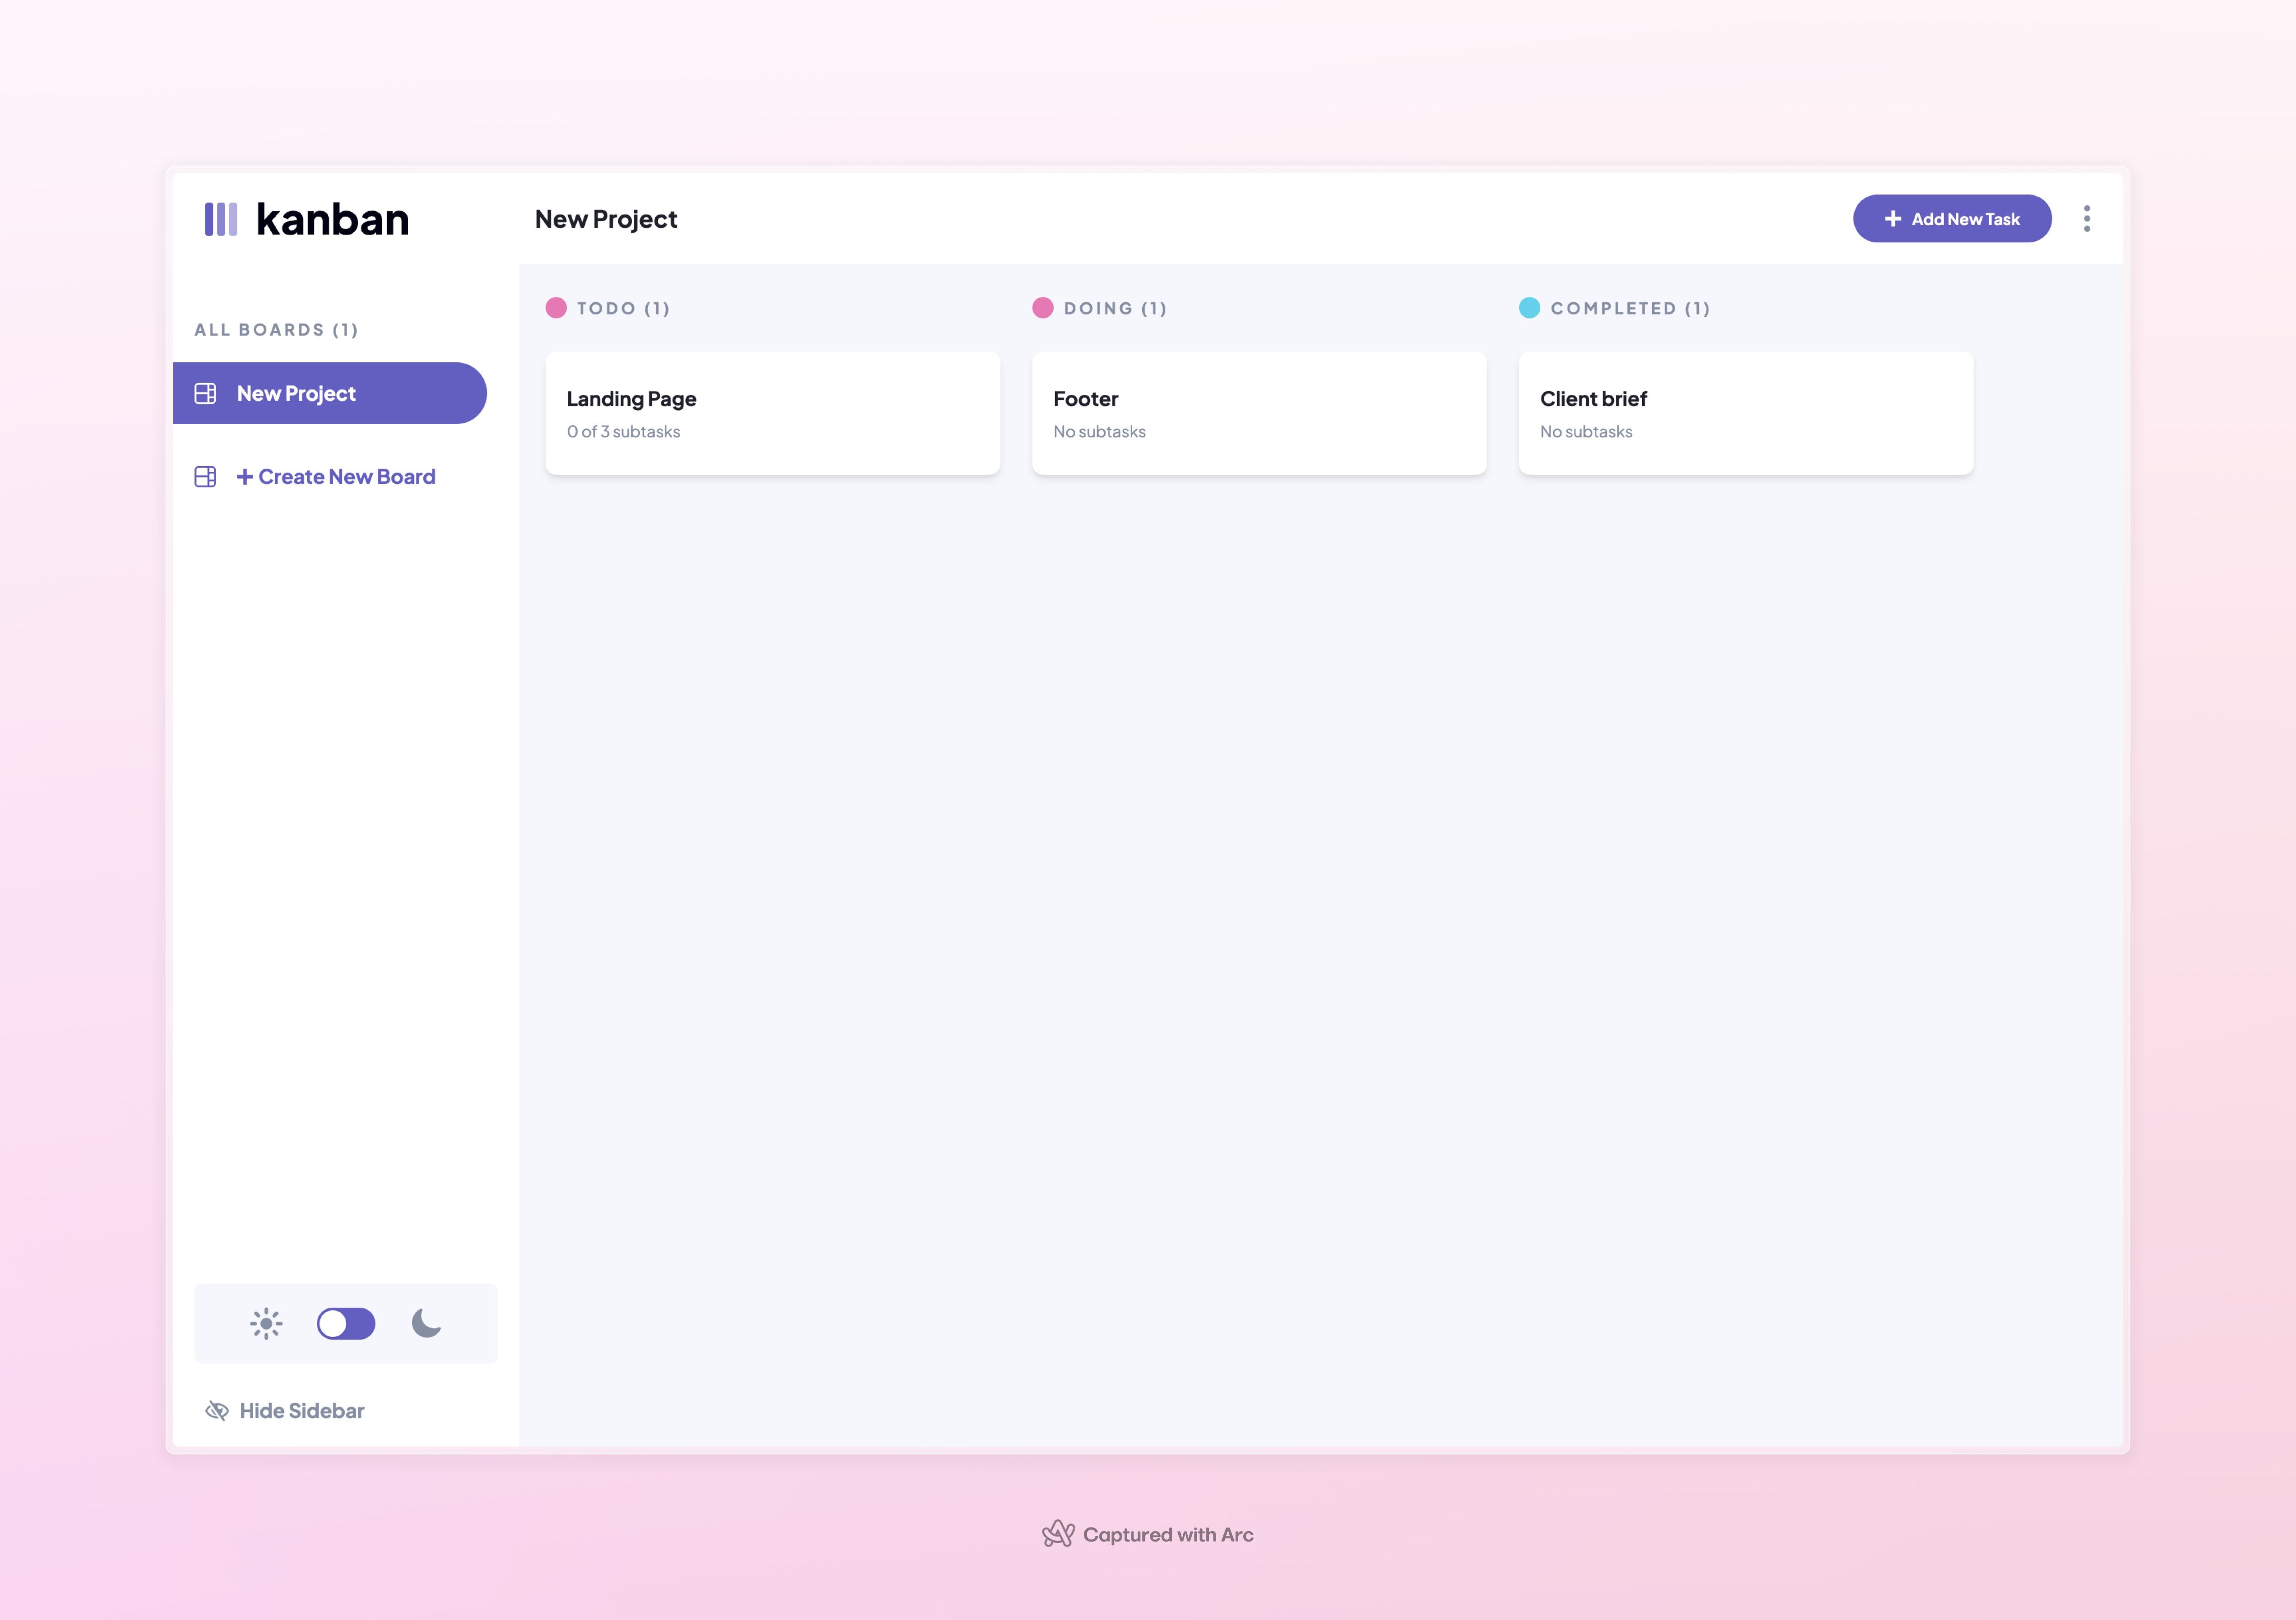 kanban
New Project
+ Add New Task
ALL BOARDS (1)
New Project
+ Create New Board
TODO (1)
Landing Page
0 of 3 subtasks
DOING (1)
Footer
No subtasks
COMPLETED (1)
Client brief
No subtasks
Hide Sidebar
Captured with Arc